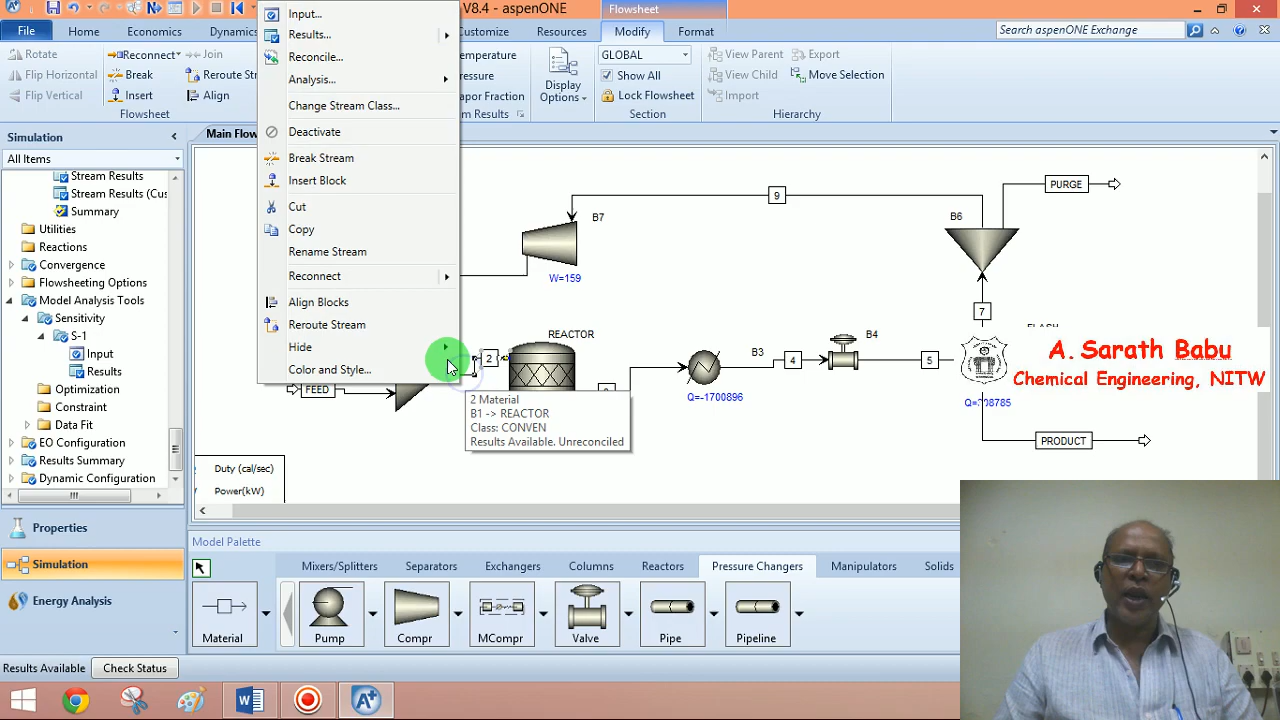 V8.4 - aspenONE
Flowsheet
File
Home
Economics
Dynamics
Customize
Resources
Modify
Format
Search aspenONE Exchange
Rotate
Flip Horizontal
Flip Vertical
Reconnect
Break
Insert
Join
Reroute Str
Align
Flowsheet
Display
Options
GLOBAL
Show All
Lock Flowsheet
Section
View Parent
View Child
Import
Export
Move Selection
Hierarchy
Input...
Results...
Reconcile...
Analysis...
Change Stream Class...
Deactivate
Break Stream
Insert Block
Cut
Copy
Rename Stream
Reconnect
Align Blocks
Reroute Stream
Hide
Color and Style...
Simulation
All Items
Stream Results
Stream Results (Cus
Summary
Utilities
Reactions
Convergence
Flowsheeting Options
Model Analysis Tools
Sensitivity
S-1
Input
Results
Optimization
Constraint
Data Fit
EO Configuration
Results Summary
Dynamic Configuration
Properties
Simulation
Energy Analysis
Main Flow
9
PURGE
B7
B6
W=159
7
REACTOR
B4
2
B3
4
5
FEED
Q=-1700896
PRODUCT
2 Material
B1 -> REACTOR
Class: CONVEN
Results Available. Unreconciled
Duty (cal/sec)
Power(kW)
A. Sarath Babu
Chemical Engineering, NITW
Model Palette
Mixers/Splitters
Separators
Exchangers
Columns
Reactors
Pressure Changers
Manipulators
Solids
Material
Pump
Compr
MCompr
Valve
Pipe
Pipeline
Results Available
Check Status